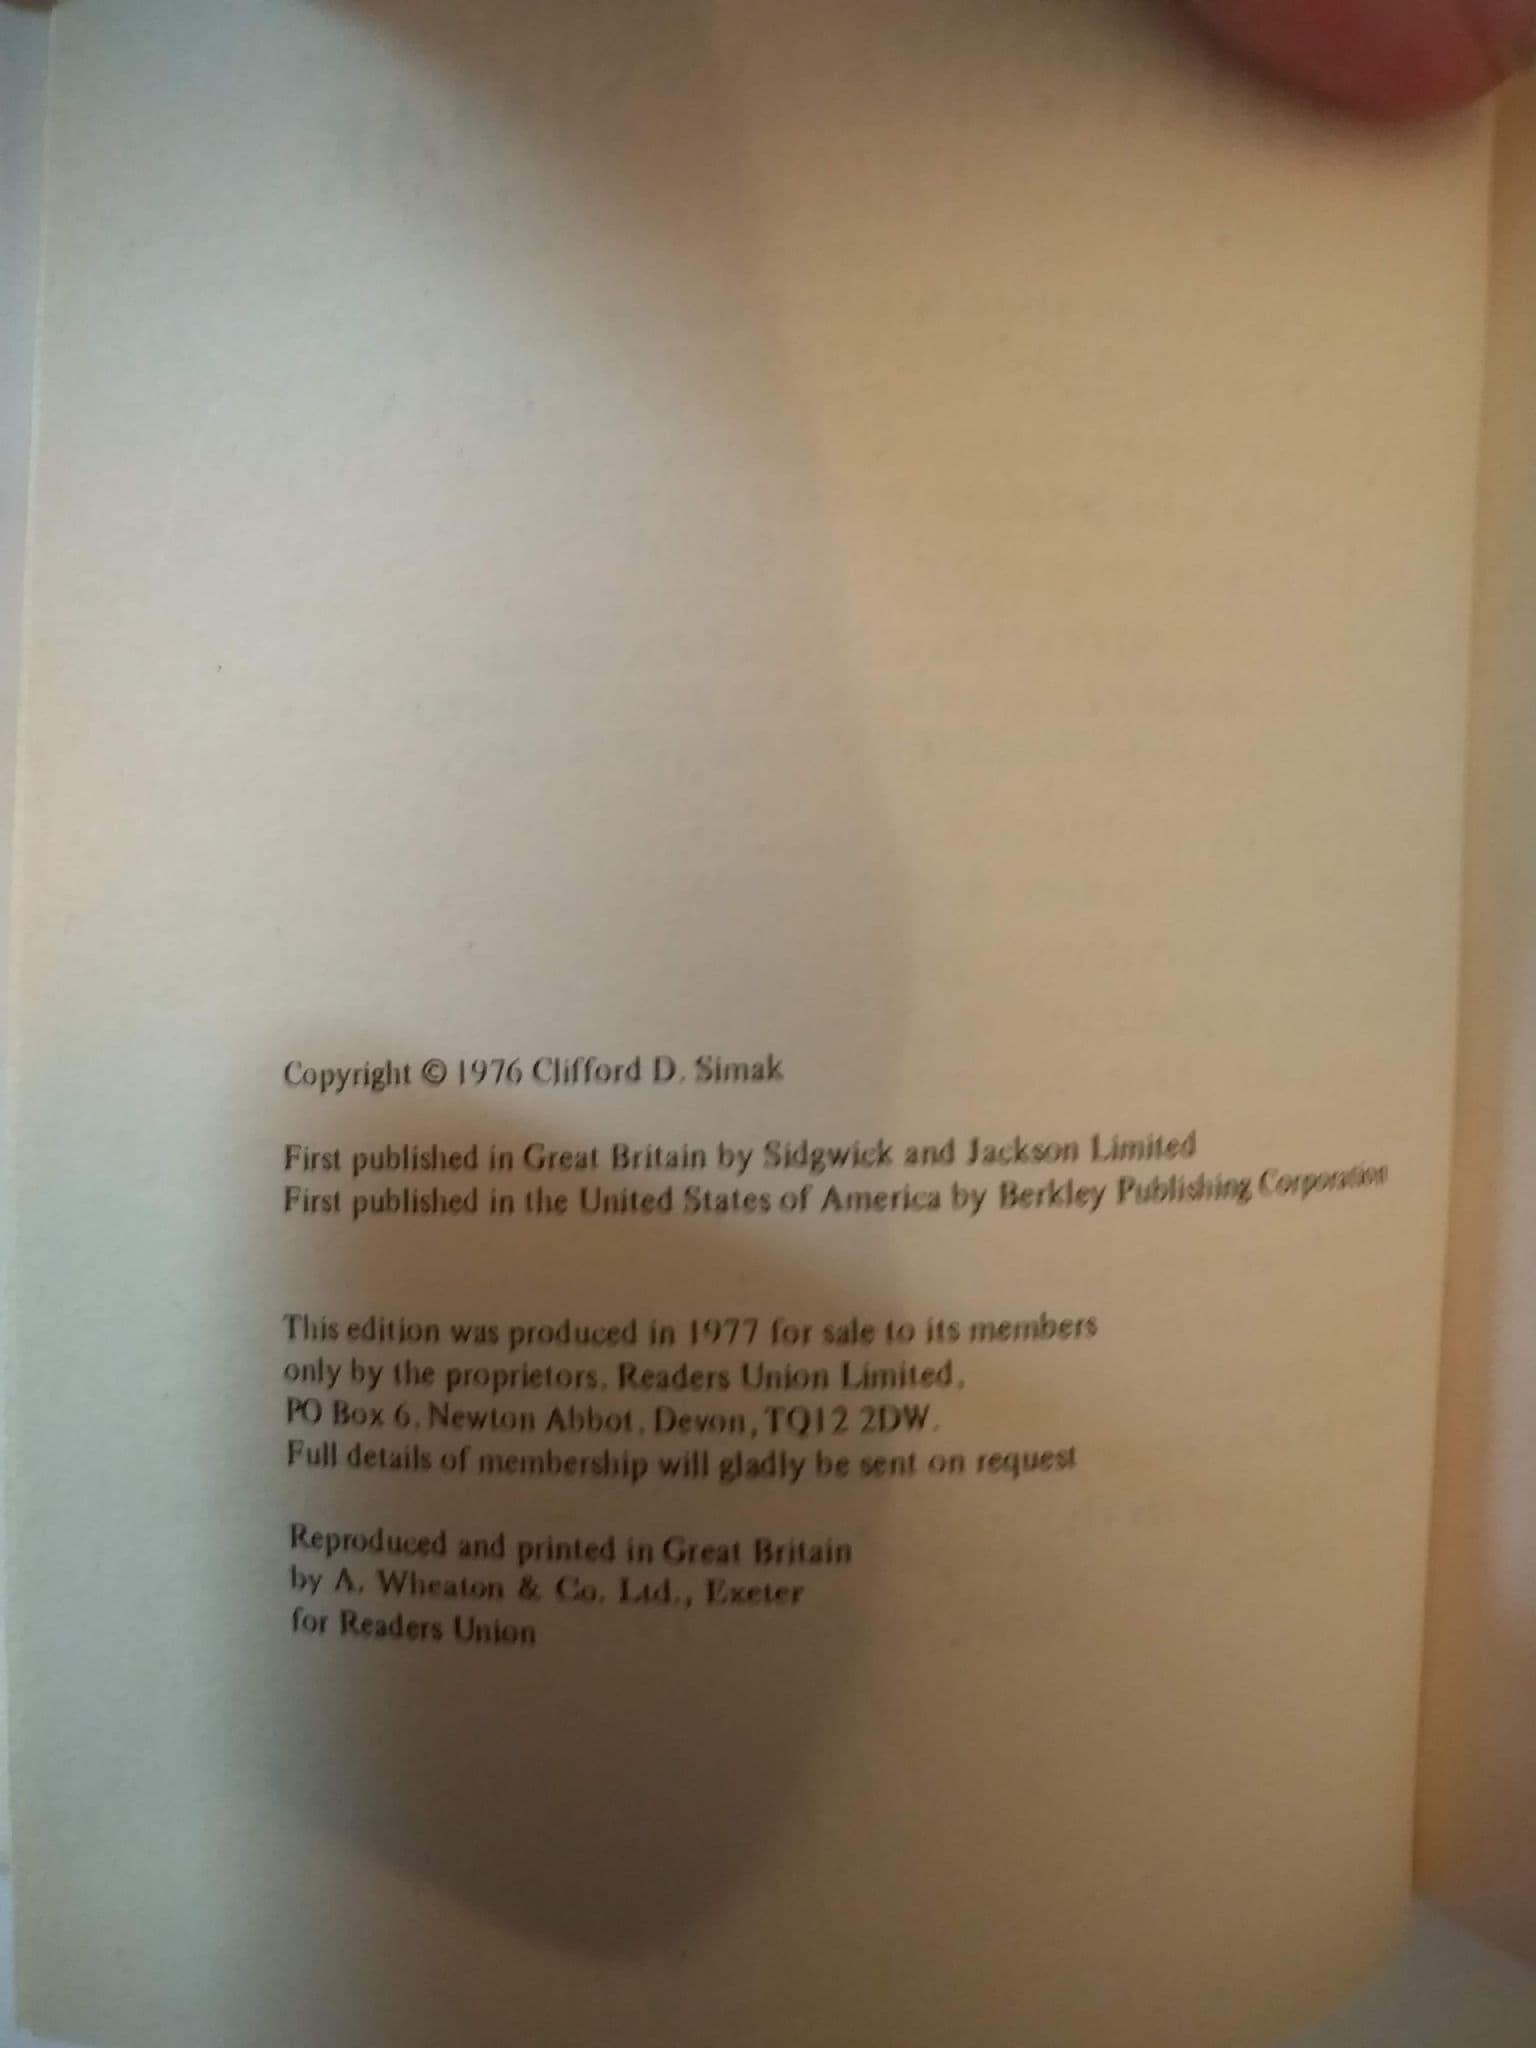 Copyright © 1976 Clifford D. Simak
First published in Great Britain by Sidgwick and Jackson Limited
First published in the United States of America by Berkley Publishing Corporation
This edition was produced in 1977 for sale to its members
only by the proprietors, Readers Union Limited,
PO Box 6, Newton Abbot, Devon, TQ12 2DW.
Full details of membership will gladly be sent on request
Reproduced and printed in Great Britain
by A. Wheaton & Co. Ltd., Exeter
for Readers Union